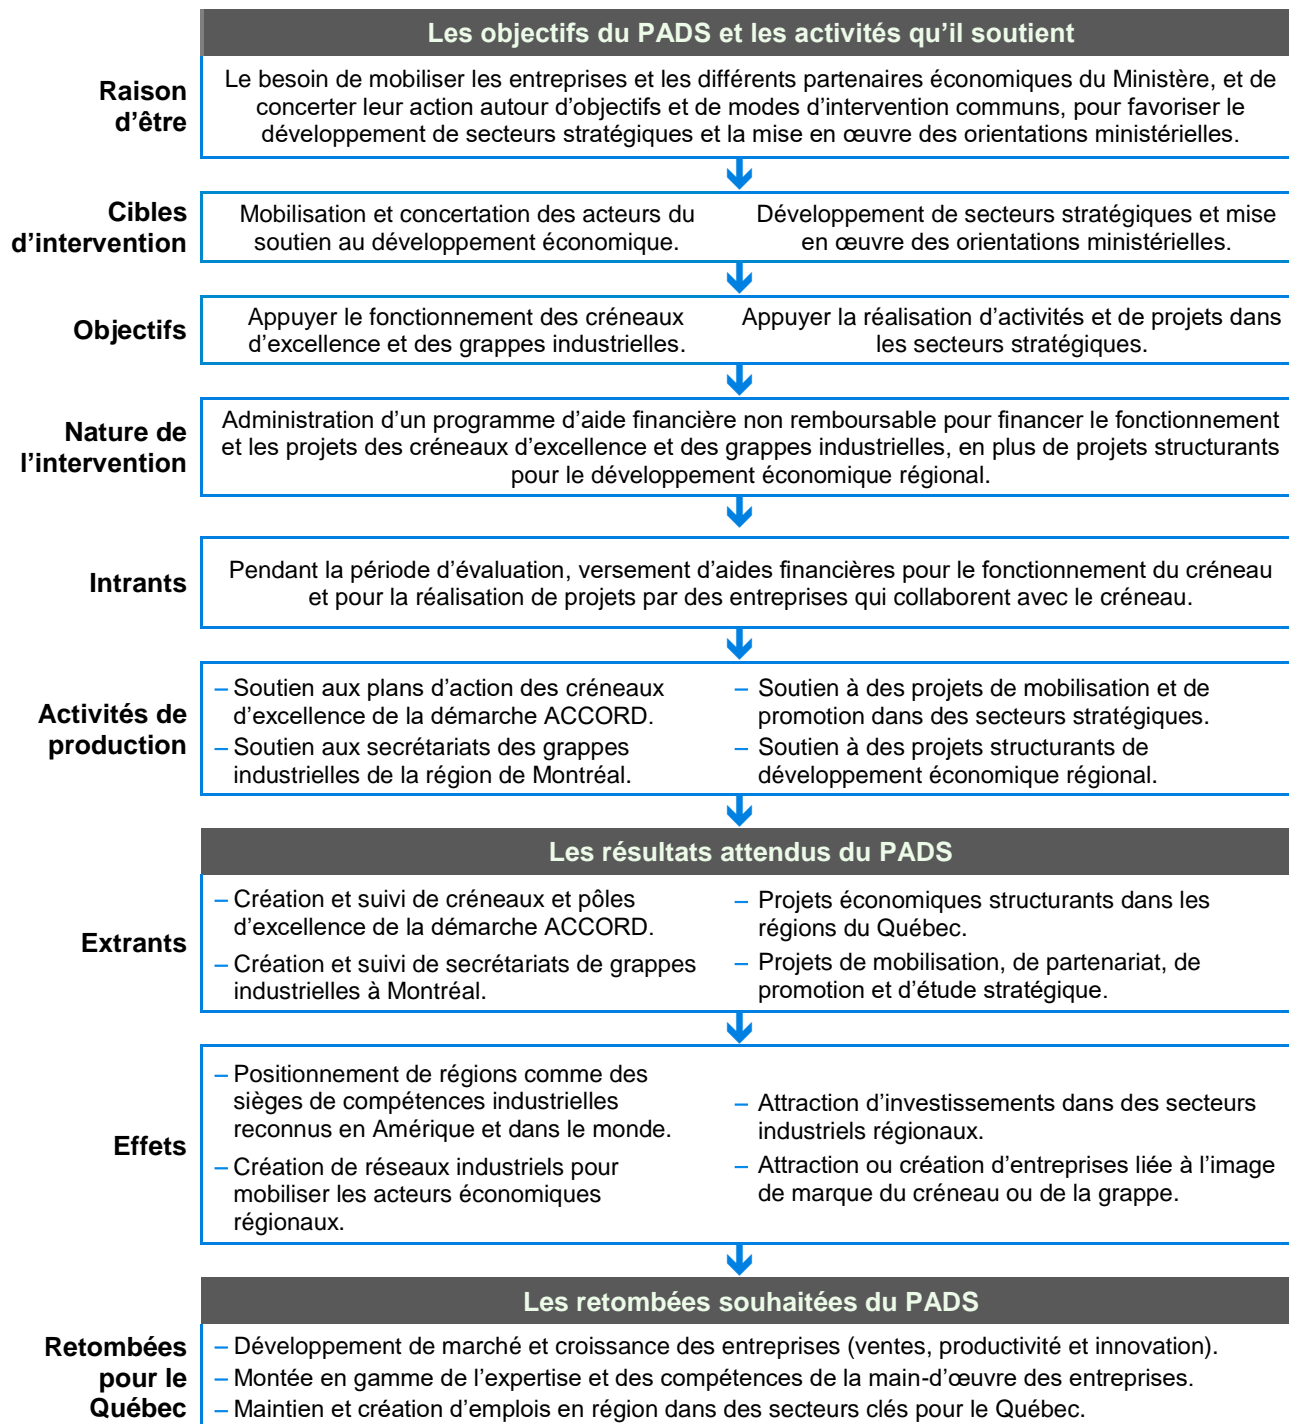 Les objectifs du PADS et les activités qu’il soutient
Raison
d’être
Le besoin de mobiliser les entreprises et les différents partenaires économiques du Ministère, et de
concerter leur action autour d’objectifs et de modes d’intervention communs, pour favoriser le
développement de secteurs stratégiques et la mise en œuvre des orientations ministérielles.
Cibles
d’intervention
Mobilisation et concertation des acteurs du
soutien au développement économique.
Développement de secteurs stratégiques et mise
en œuvre des orientations ministérielles.
Objectifs
Appuyer le fonctionnement des créneaux
d’excellence et des grappes industrielles.
Appuyer la réalisation d’activités et de projets dans
les secteurs stratégiques.
Nature de
l’intervention
Administration d’un programme d’aide financière non remboursable pour financer le fonctionnement
et les projets des créneaux d’excellence et des grappes industrielles, en plus de projets structurants
pour le développement économique régional.
Intrants
Pendant la période d’évaluation, versement d’aides financières pour le fonctionnement du créneau
et pour la réalisation de projets par des entreprises qui collaborent avec le créneau.
Activités de
production
– Soutien aux plans d’action des créneaux
d’excellence de la démarche ACCORD.
– Soutien aux secrétariats des grappes
industrielles de la région de Montréal.
– Soutien à des projets de mobilisation et de
promotion dans des secteurs stratégiques.
– Soutien à des projets structurants de
développement économique régional.
Les résultats attendus du PADS
Extrants
– Création et suivi de créneaux et pôles
d’excellence de la démarche ACCORD.
– Création et suivi de secrétariats de grappes
industrielles à Montréal.
– Projets économiques structurants dans les
régions du Québec.
– Projets de mobilisation, de partenariat, de
promotion et d’étude stratégique.
Effets
– Positionnement de régions comme des
sièges de compétences industrielles
reconnus en Amérique et dans le monde.
– Création de réseaux industriels pour
mobiliser les acteurs économiques
régionaux.
– Attraction d’investissements dans des secteurs
industriels régionaux.
– Attraction ou création d’entreprises liée à l’image
de marque du créneau ou de la grappe.
Les retombées souhaitées du PADS
Retombées
pour le
Québec
– Développement de marché et croissance des entreprises (ventes, productivité et innovation).
– Montée en gamme de l’expertise et des compétences de la main-d’œuvre des entreprises.
– Maintien et création d’emplois en région dans des secteurs clés pour le Québec.